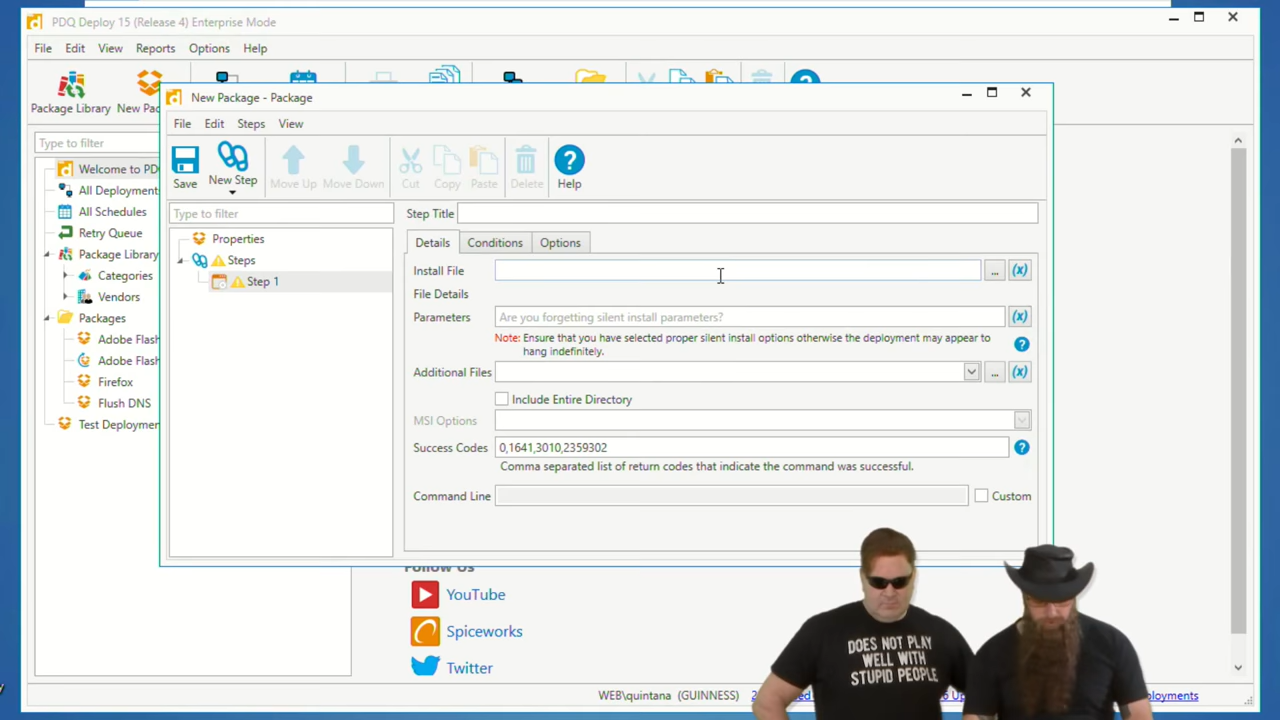 PDQ Deploy 15 (Release 4) Enterprise Mode
File Edit View Reports Options Help
Package Library New
New Package - Package
File Edit Steps View
Save New Step Move Up Move Down Cut Copy Paste Delete Help
Type to filter
Welcome to
All Deployments
All Schedules
Retry Queue
Package Library
Categories
Vendors
Packages
Adobe Flash
Adobe Flash
Firefox
Flush DNS
Test
Type to filter
Properties
Steps
Step 1
Step Title
Details Conditions Options
Install File ... (x)
File Details
Parameters Are you forgetting silent install parameters? (x)
Note: Ensure that you have selected proper silent install options otherwise the deployment may appear to
hang indefinitely.
Additional Files ... (x)
Include Entire Directory
MSI Options
Success Codes 0,1641,3010,2359302
Comma separated list of return codes that indicate the command was successful.
Command Line Custom
Follow Us
YouTube
Spiceworks
Twitter
DOES NOT PLAY
WELL WITH
STUPID PEOPLE
WEB\quintana (GUINNESS)